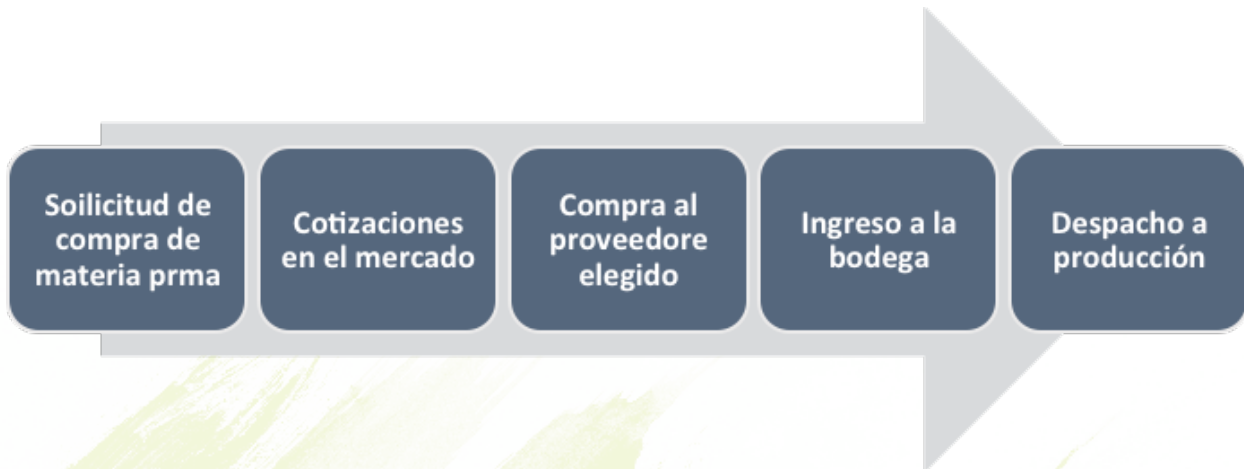 Soilicitud de
compra de
materia prma
Cotizaciones
en el mercado
Compra al
proveedore
elegido
Ingreso a la
bodega
Despacho a
producción